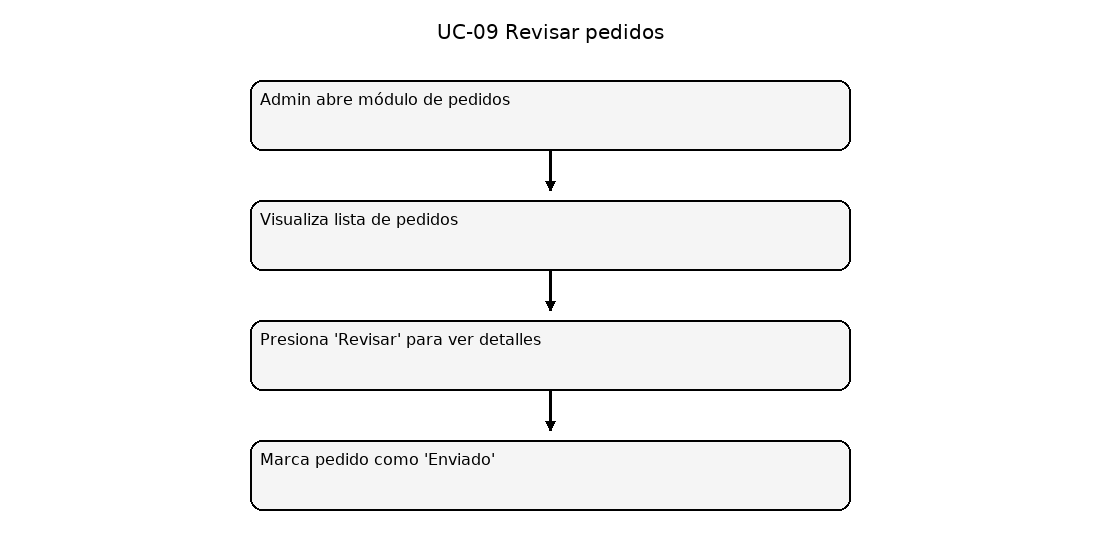 UC-09 Revisar pedidos
Admin abre módulo de pedidos
Visualiza lista de pedidos
Presiona 'Revisar' para ver detalles
Marca pedido como 'Enviado'